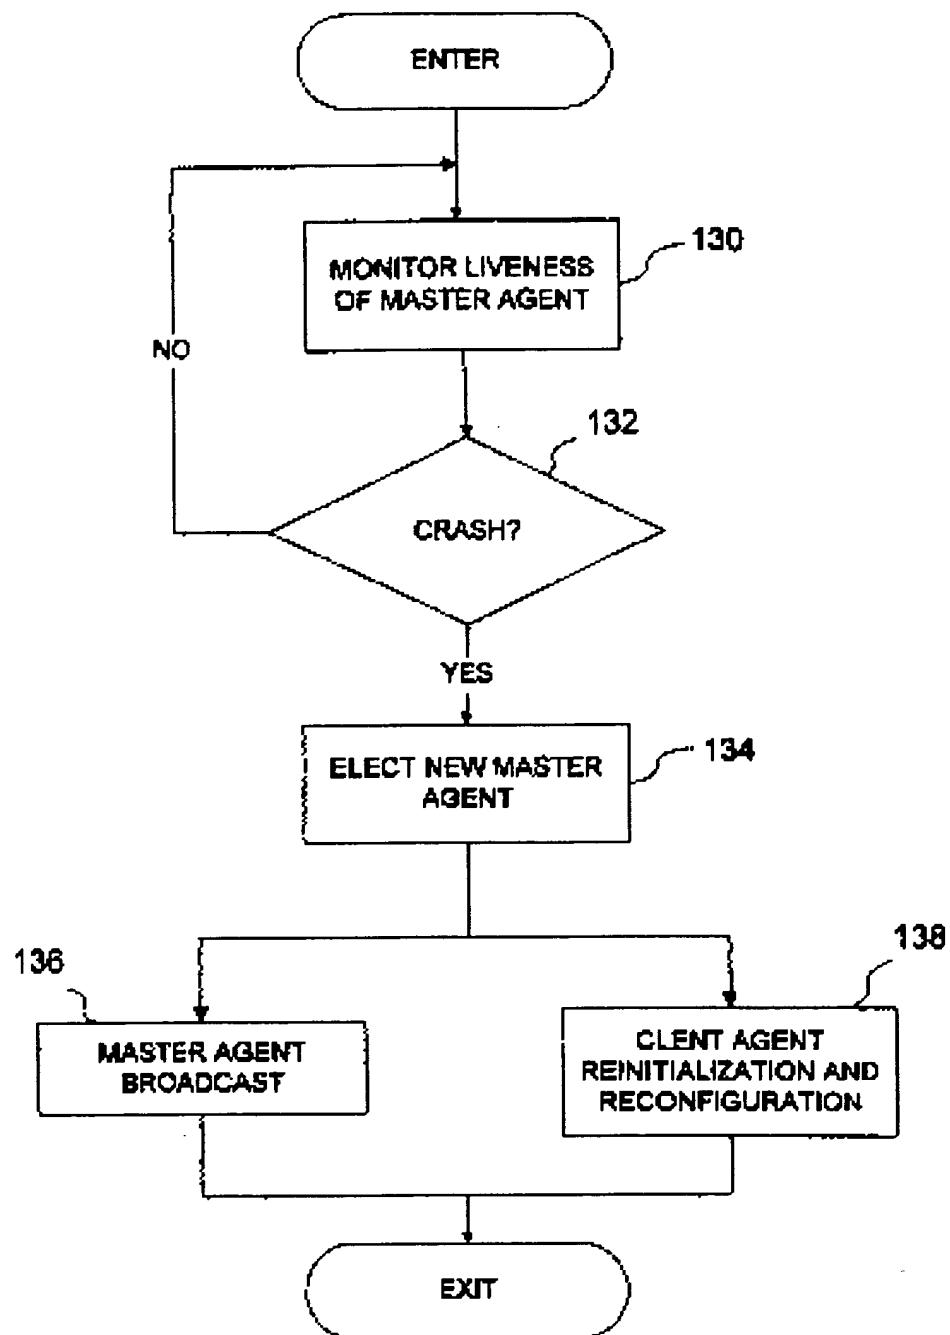 ENTER
130
MONITOR LIVENESS
OF MASTER AGENT
NO
132
CRASH?
YES
134
ELECT NEW MASTER
AGENT
136
138
MASTER AGENT
BROADCAST
CLENT AGENT
REINITIALIZATION AND
RECONFIGURATION
EXIT